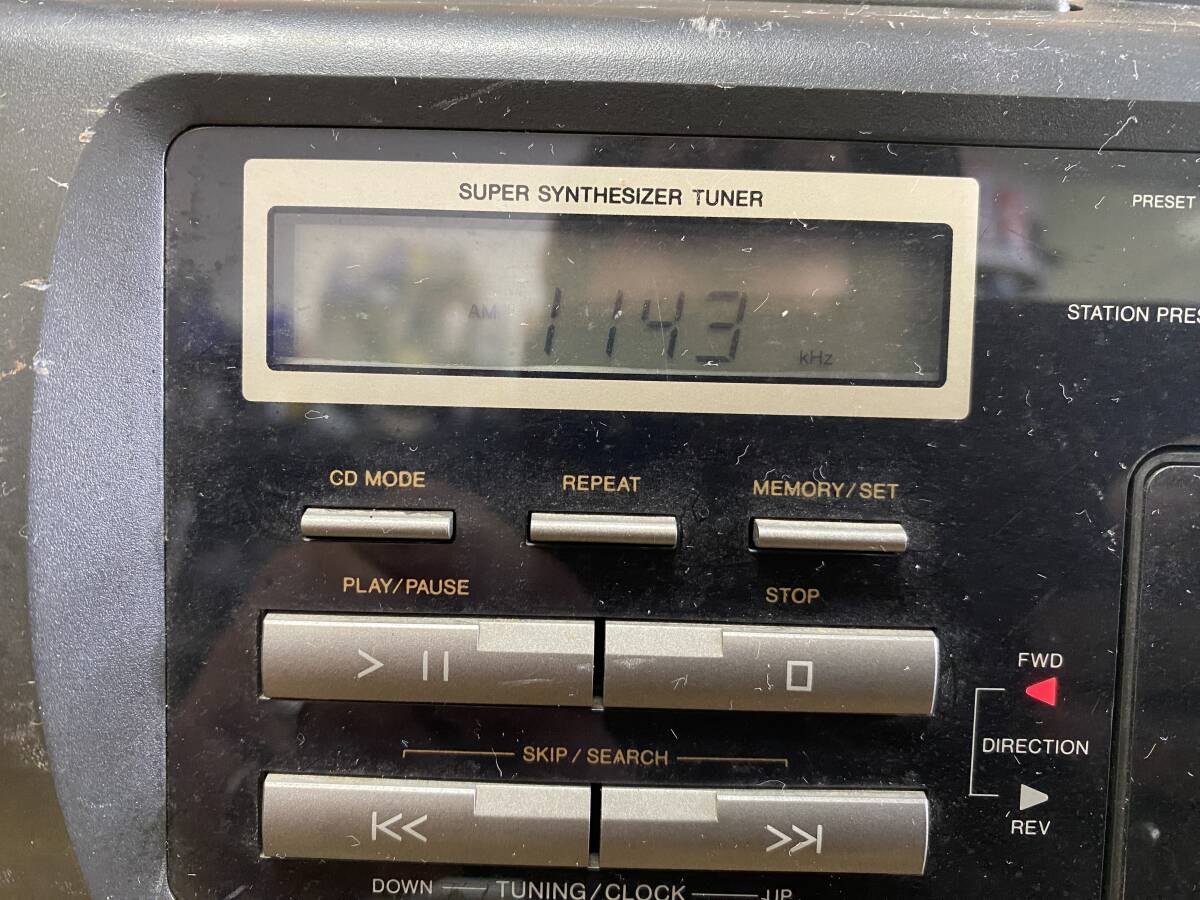 SUPER SYNTHESIZER TUNER
PRESET
AM 1143 kHz
STATION
CD MODE
REPEAT
MEMORY/SET
PLAY/PAUSE
STOP
FWD
DIRECTION
REV
SKIP/SEARCH
DOWN TUNING/CLOCK UP